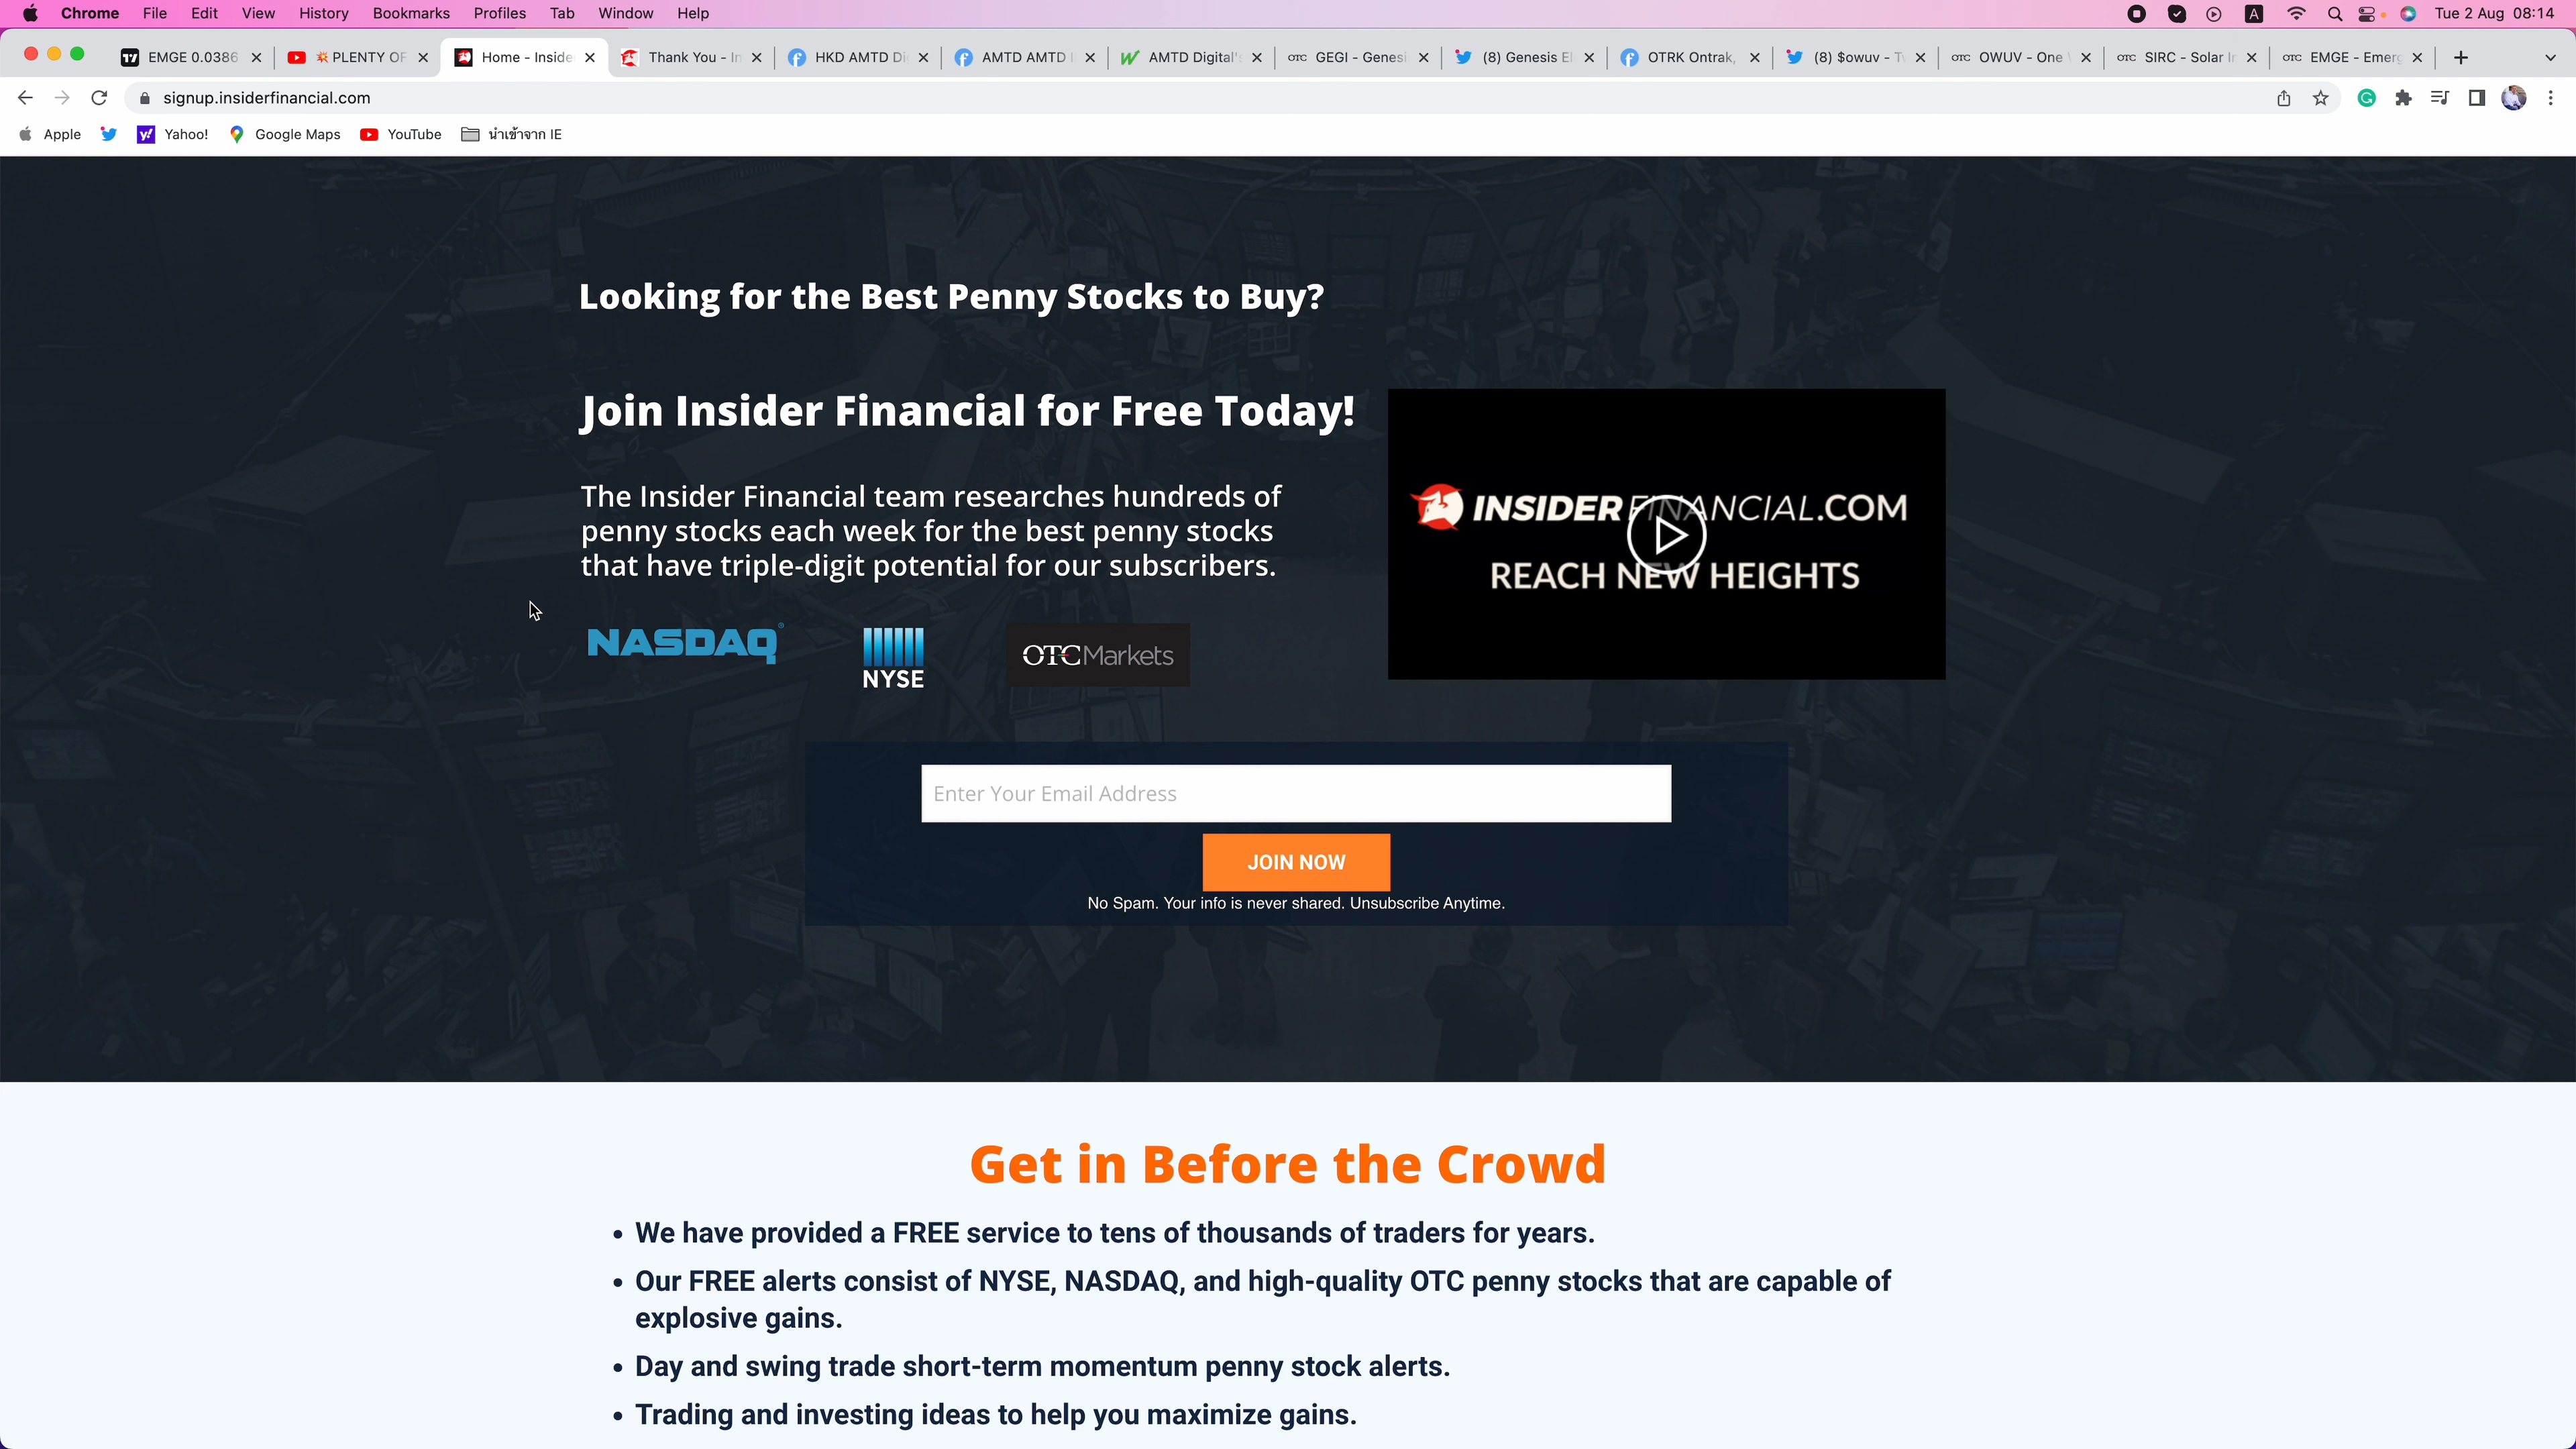 Chrome File Edit View History Bookmarks Profiles Tab Window Help A Tue 2 Aug 08:14
EMGE 0.0386 PLENTY OF Home - Inside Thank You - In HKD AMTD Di AMTD AMTD AMTD Digital's OTC GEGI - Genesi (8) Genesis El OTRK Ontrak, (8) $owuv - Tw OTC OWUV - One OTC SIRC - Solar In OTC EMGE - Emerg
signup.insiderfinancial.com
Apple Yahoo! Google Maps YouTube นำเข้าจาก IE
Looking for the Best Penny Stocks to Buy?
Join Insider Financial for Free Today!
The Insider Financial team researches hundreds of
penny stocks each week for the best penny stocks
that have triple-digit potential for our subscribers.
INSIDERFINANCIAL.COM
REACH NEW HEIGHTS
NASDAQ®
NYSE
OTC Markets
Enter Your Email Address
JOIN NOW
No Spam. Your info is never shared. Unsubscribe Anytime.
Get in Before the Crowd
• We have provided a FREE service to tens of thousands of traders for years.
• Our FREE alerts consist of NYSE, NASDAQ, and high-quality OTC penny stocks that are capable of
explosive gains.
• Day and swing trade short-term momentum penny stock alerts.
• Trading and investing ideas to help you maximize gains.